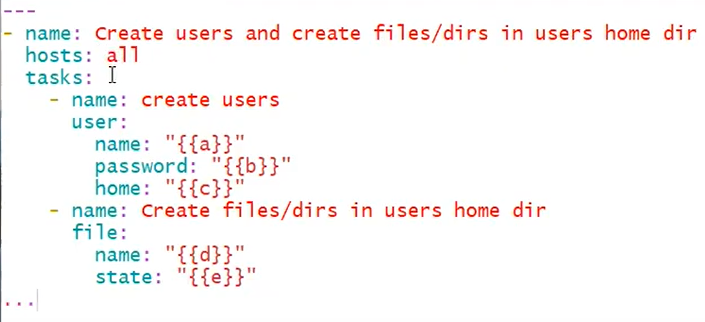 ---
- name: Create users and create files/dirs in users home dir
  hosts: all
  tasks:
    - name: create users
      user:
        name: "{{a}}"
        password: "{{b}}"
        home: "{{c}}"
    - name: Create files/dirs in users home dir
      file:
        name: "{{d}}"
        state: "{{e}}"
...